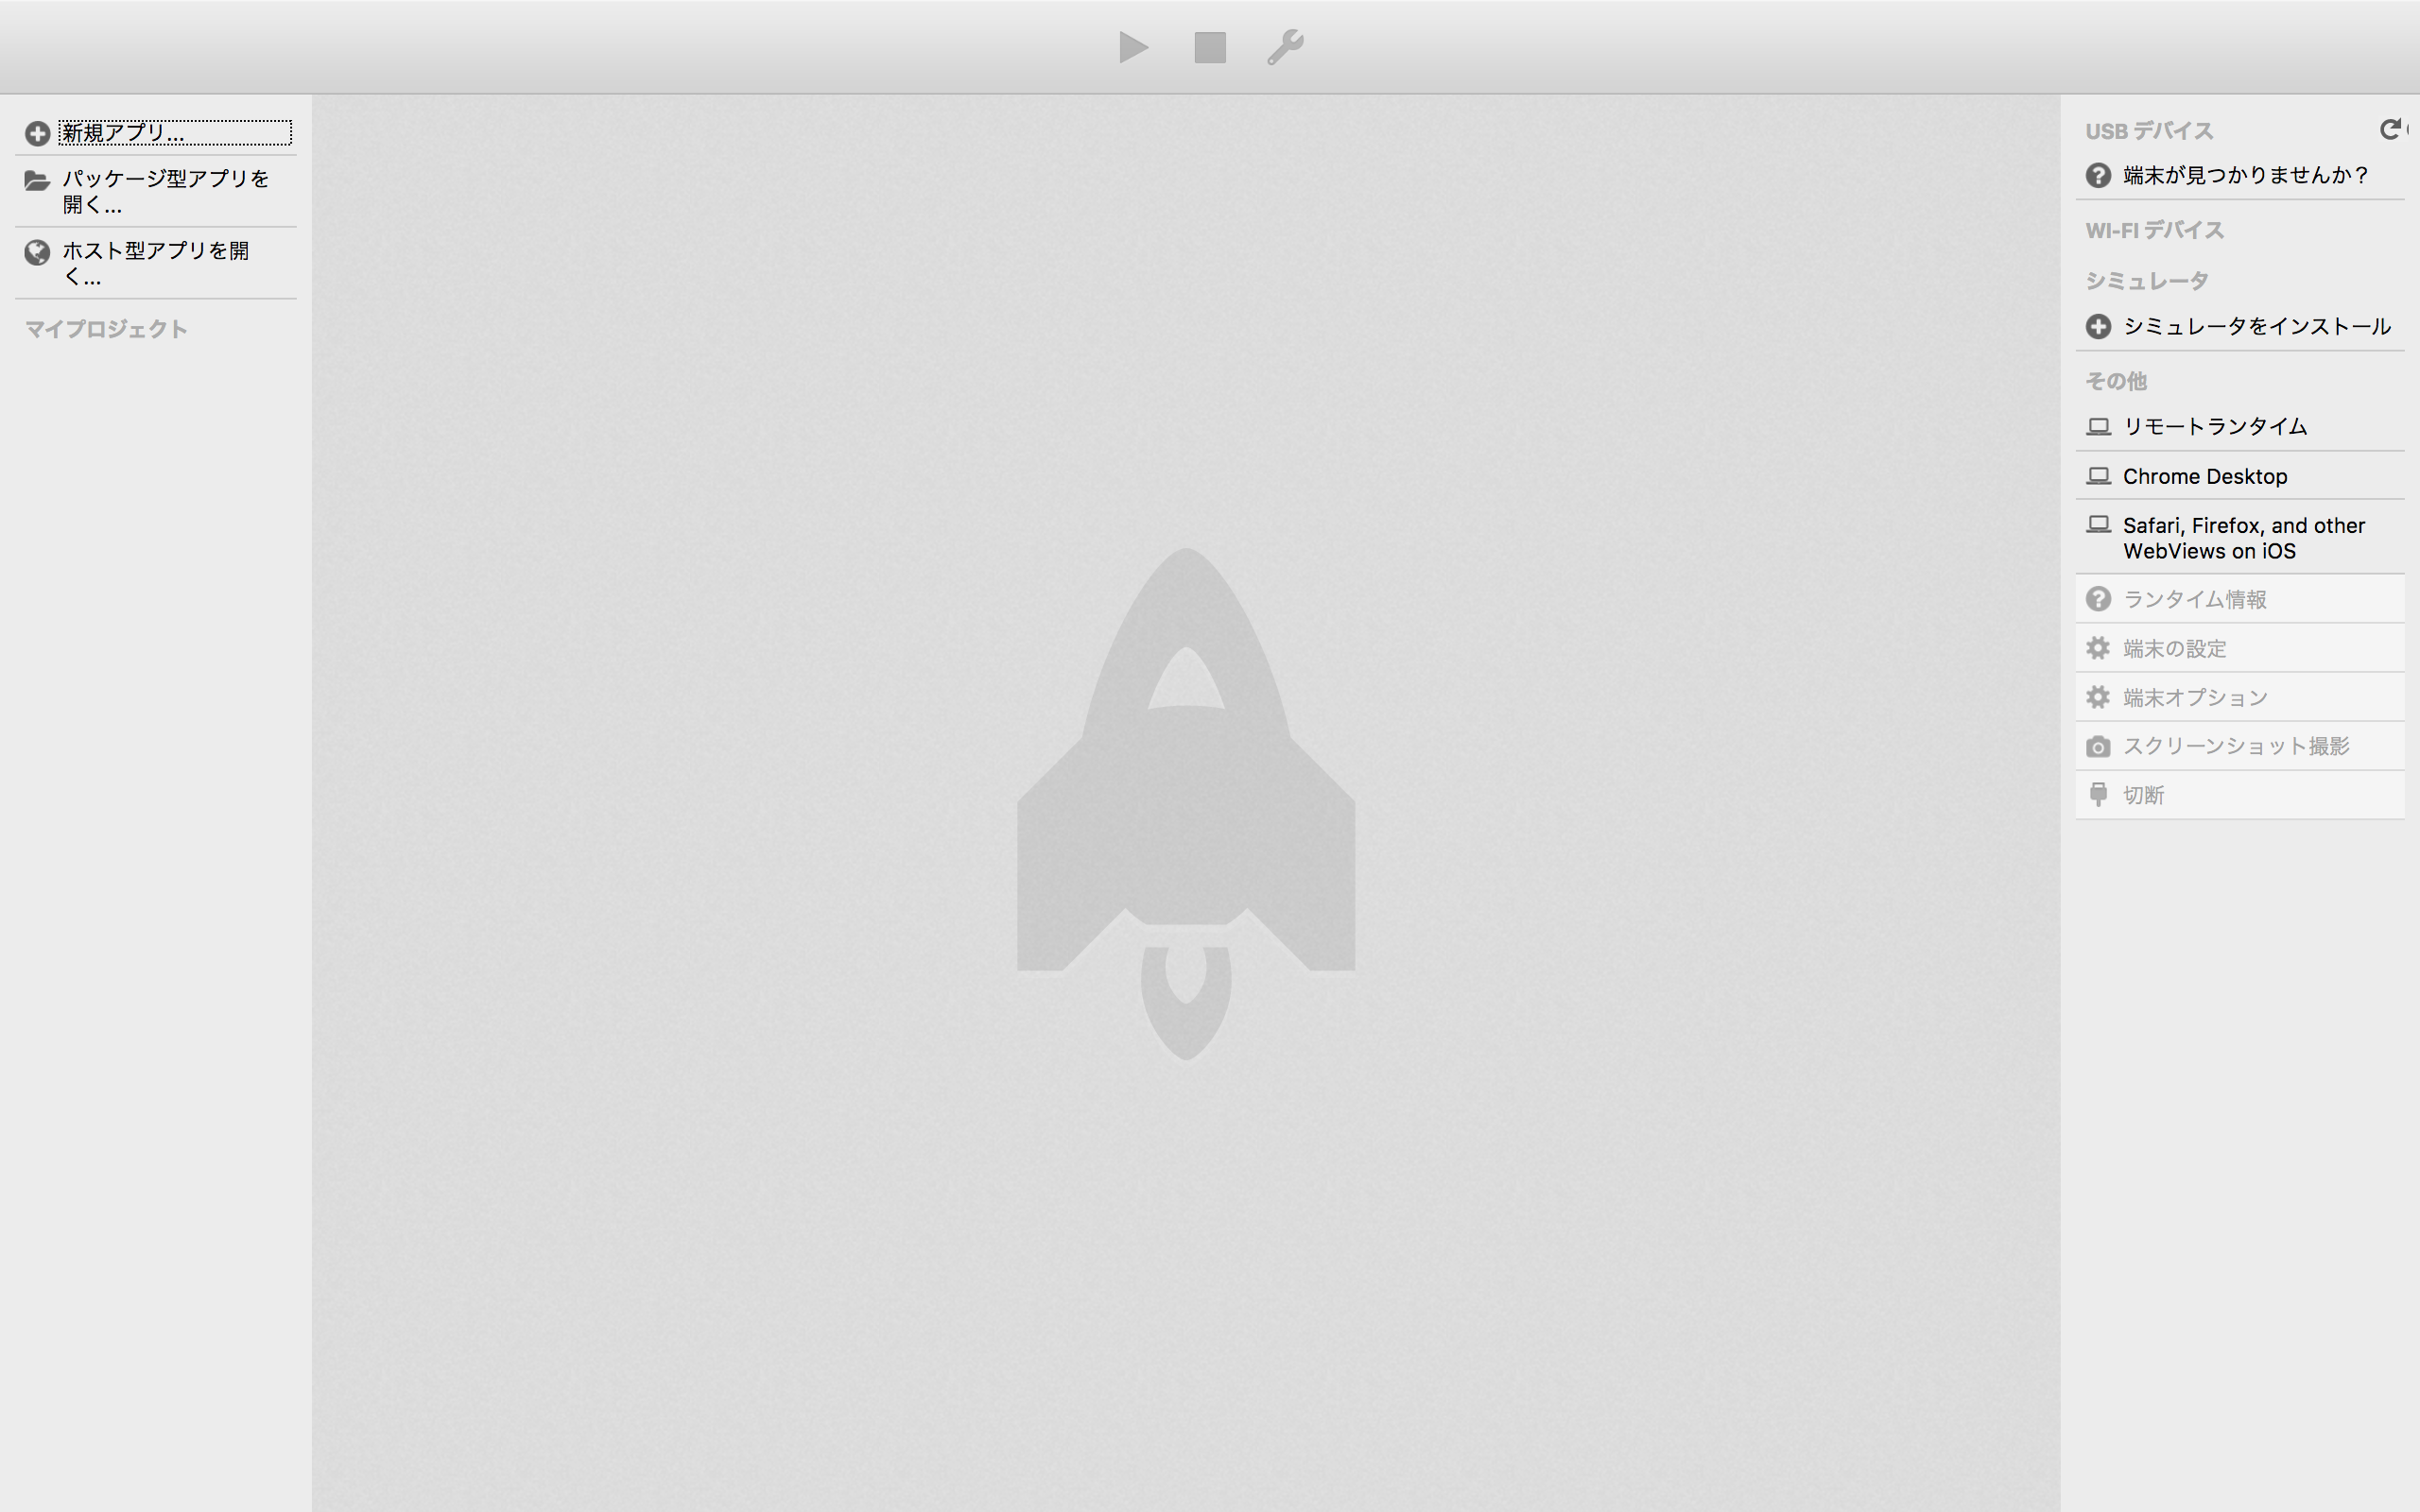 新規アプリ...
パッケージ型アプリを
開く...
ホスト型アプリを開
く...
マイプロジェクト
USB デバイス
端末が見つかりませんか？
WI-FI デバイス
シミュレータ
シミュレータをインストール
その他
リモートランタイム
Chrome Desktop
Safari, Firefox, and other
WebViews on iOS
ランタイム情報
端末の設定
端末オプション
スクリーンショット撮影
切断